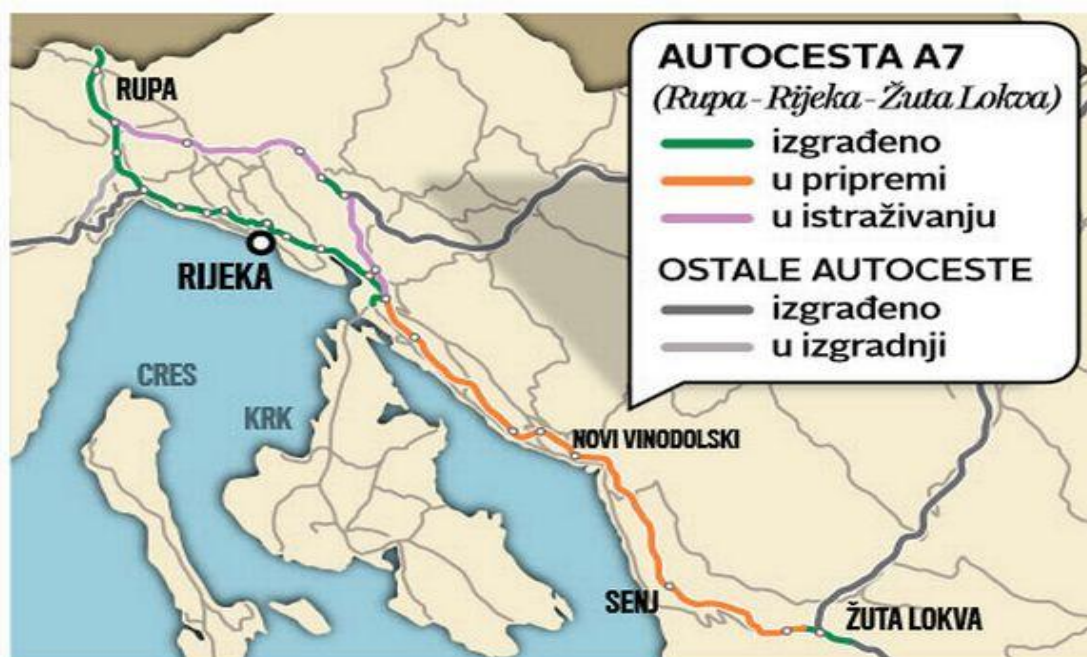 AUTOCESTA A7
(Rupa - Rijeka - Žuta Lokva)
izgrađeno
u pripremi
u istraživanju
OSTALE AUTOCESTE
izgrađeno
u izgradnji
RUPA
RIJEKA
CRES
KRK
NOVI VINODOLSKI
SENJ
ŽUTA LOKVA